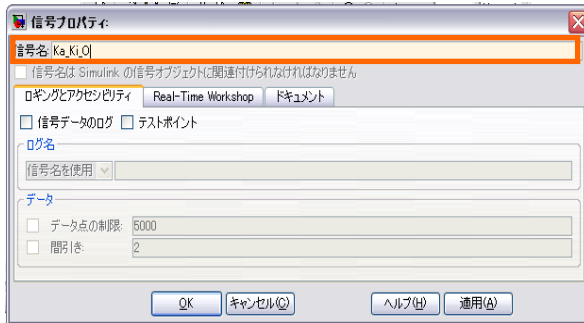 信号プロパティ:
信号名: Ka_Ki_O
信号名は Simulink の信号オブジェクトに関連付けられなければなりません
ロギングとアクセシビリティ Real-Time Workshop ドキュメント
信号データのログ テストポイント
ログ名
信号名を使用
データ
データ点の制限: 5000
間引き: 2
OK キャンセル(C) ヘルプ(H) 適用(A)